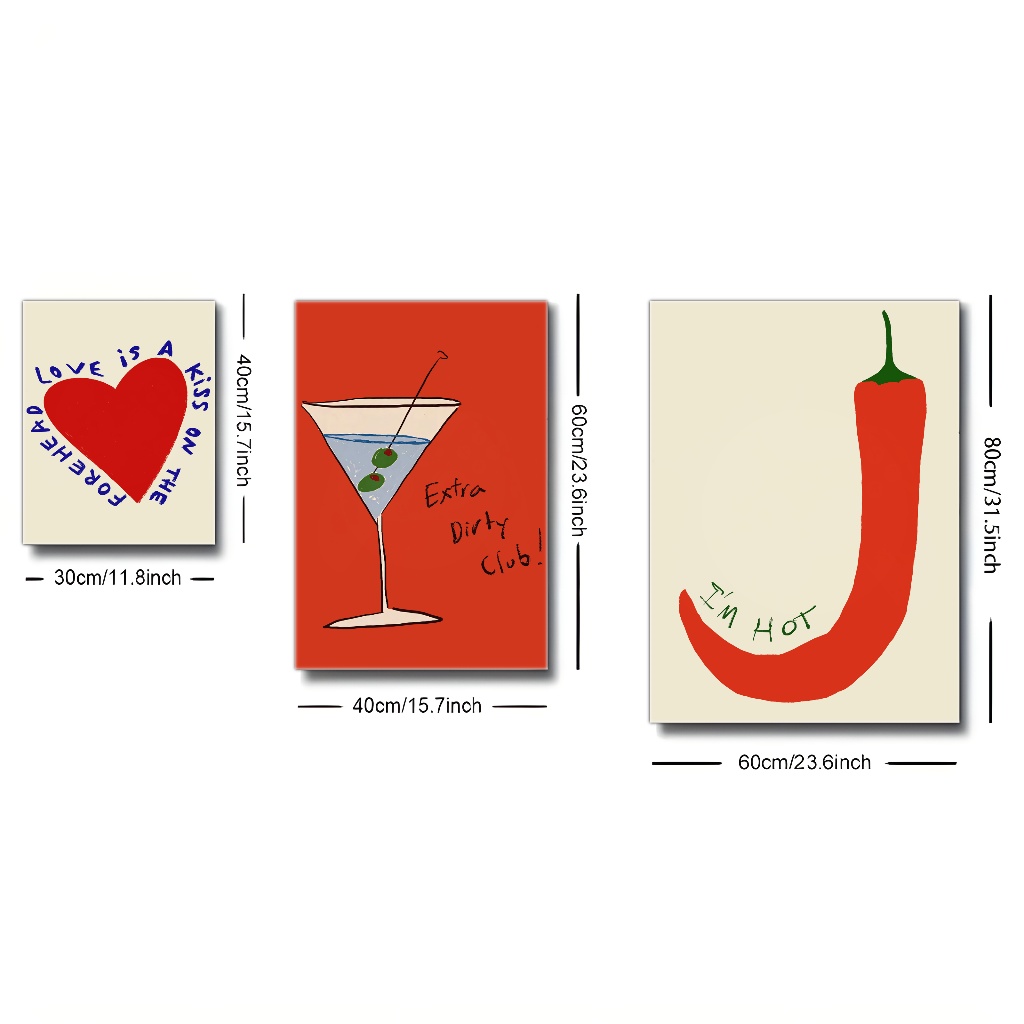 LOVE iS A KiSS ON THE FOREHEAD
40cm/15.7inch
30cm/11.8inch
Extra
Dirty
Club!
60cm/23.6inch
40cm/15.7inch
I'M HOT
80cm/31.5inch
60cm/23.6inch